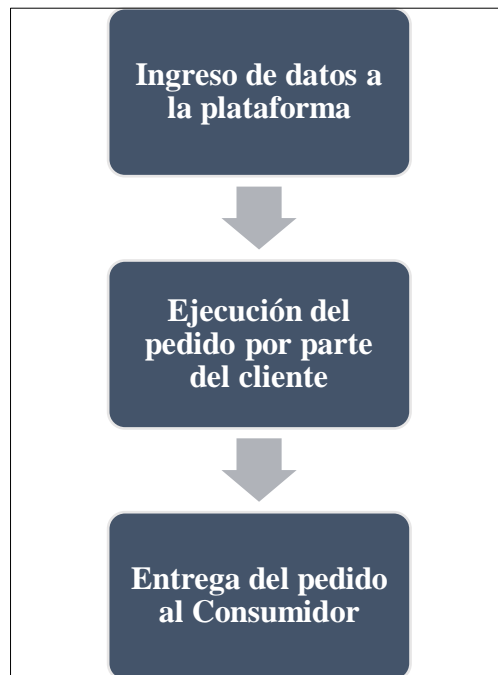 Ingreso de datos a
la plataforma
Ejecución del
pedido por parte
del cliente
Entrega del pedido
al Consumidor